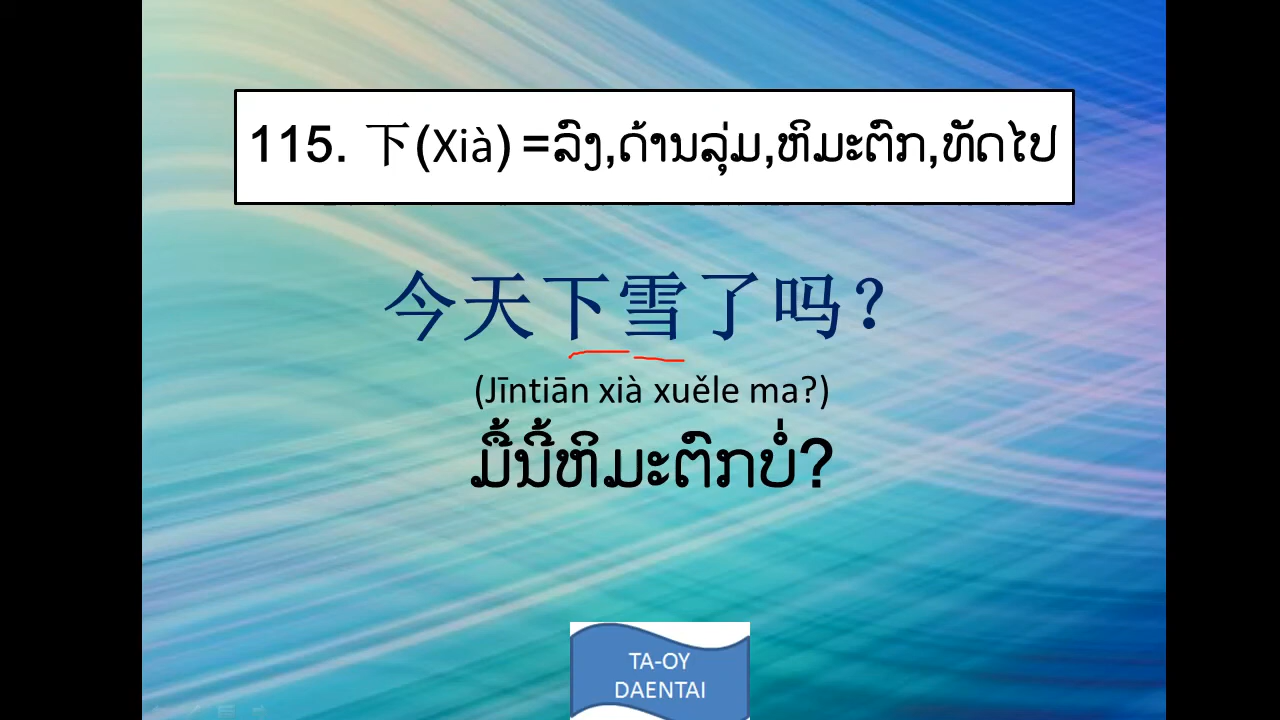 115. 下(Xià) =ລົງ,ດ້ານລຸ່ມ,ຫິມະຕົກ,ທັດໄປ
今天下雪了吗？
(Jīntiān xià xuěle ma?)
ມື້ນີ້ຫິມະຕົກບໍ່?
TA-OY
DAENTAI